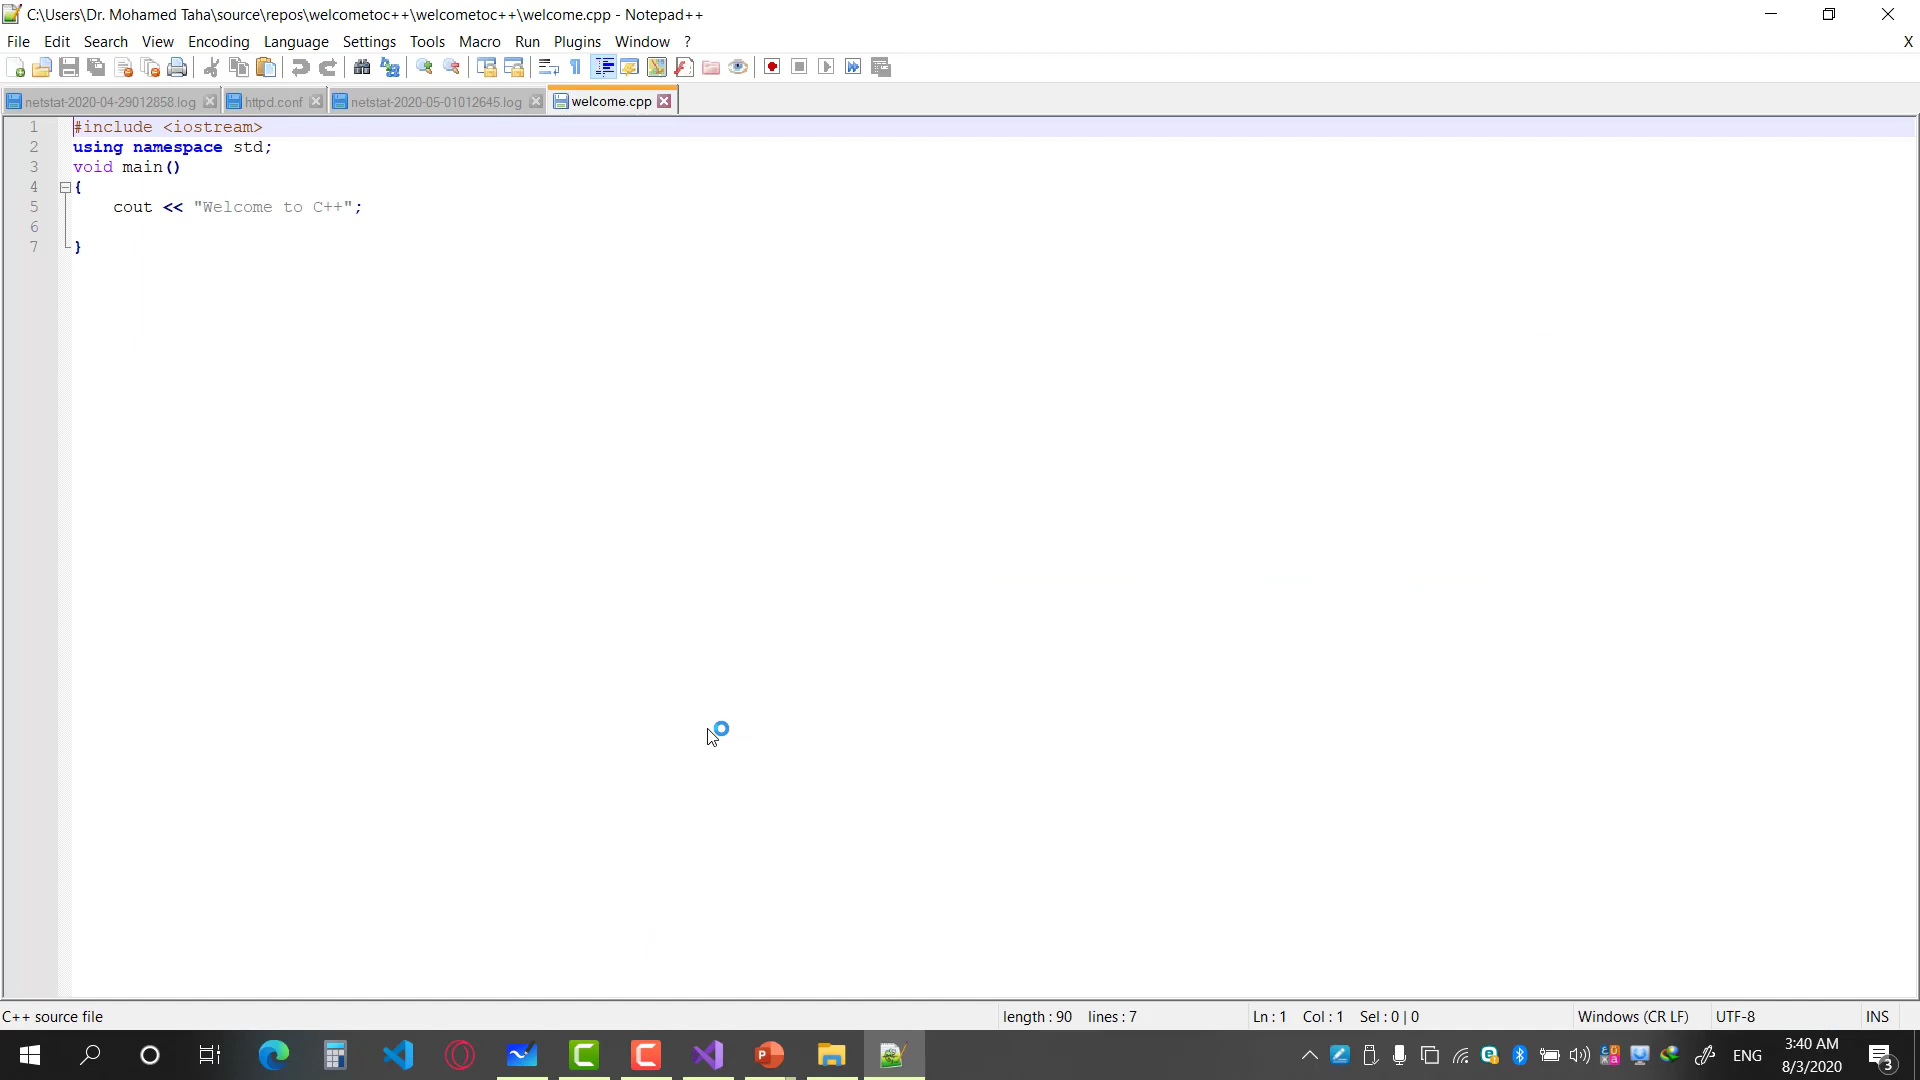 C:\Users\Dr. Mohamed Taha\source\repos\welcometoc++\welcometoc++\welcome.cpp - Notepad++
File Edit Search View Encoding Language Settings Tools Macro Run Plugins Window ?
X
netstat-2020-04-29012858.log httpd.conf netstat-2020-05-01012645.log welcome.cpp
1 #include <iostream>
2 using namespace std;
3 void main()
4 {
5 cout << "Welcome to C++";
6
7 }
C++ source file length : 90 lines : 7 Ln : 1 Col : 1 Sel : 0 | 0 Windows (CR LF) UTF-8 INS
ENG
3:40 AM
8/3/2020
3